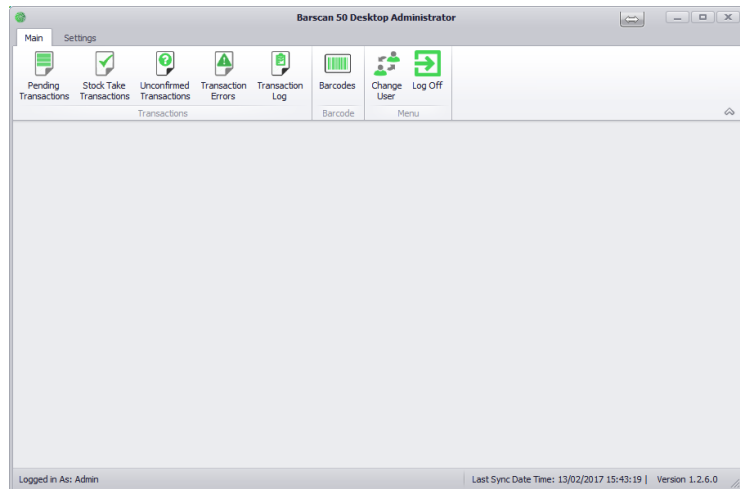 Barscan 50 Desktop Administrator
Main Settings
Pending Transactions
Stock Take Transactions
Unconfirmed Transactions
Transaction Errors
Transaction Log
Barcodes
Change User
Log Off
Transactions
Barcode
Menu
Logged in As: Admin
Last Sync Date Time: 13/02/2017 15:43:19 | Version 1.2.6.0